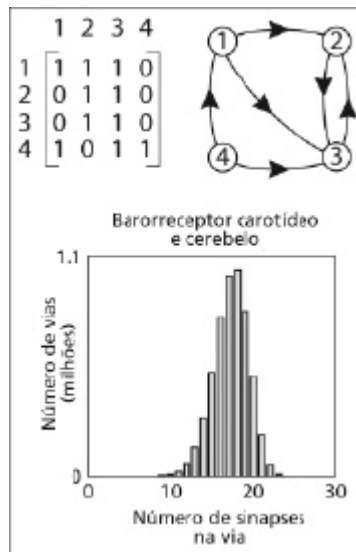 1 2 3 4
1 1 1 1 0
2 0 1 1 0
3 0 1 1 0
4 1 0 1 1
1
2
4
3
Barorreceptor carotídeo
e cerebelo
1.1
Número de vias
(milhões)
0
0 10 20 30
Número de sinapses
na via